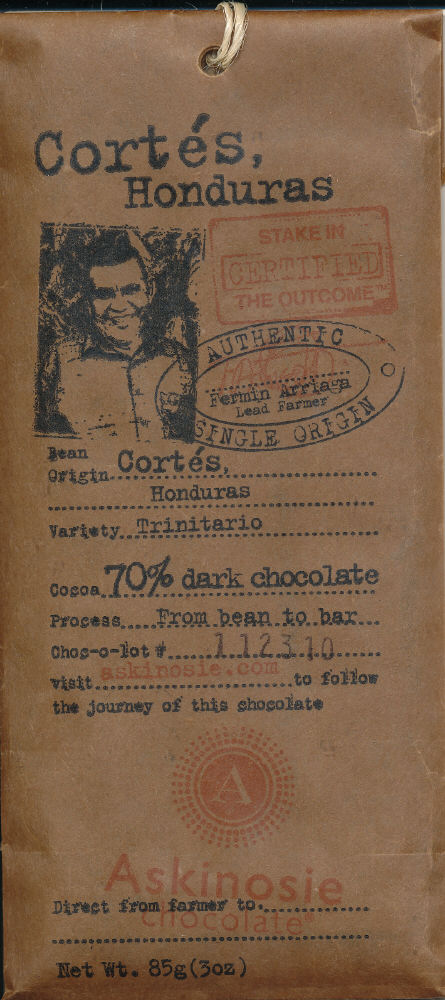 Cortés,
Honduras
STAKE IN
CERTIFIED
THE OUTCOME™
AUTHENTIC
Fermin Arriaga
Lead Farmer
SINGLE ORIGIN
Bean
Origin Cortés,
Honduras
Variety Trinitario
Cocoa 70% dark chocolate
Process From bean to bar
Choc-o-lot # 112310
visit askinosie.com to follow
the journey of this chocolate
A
Askinosie
Direct from farmer to
chocolate
Net Wt. 85g(3oz)